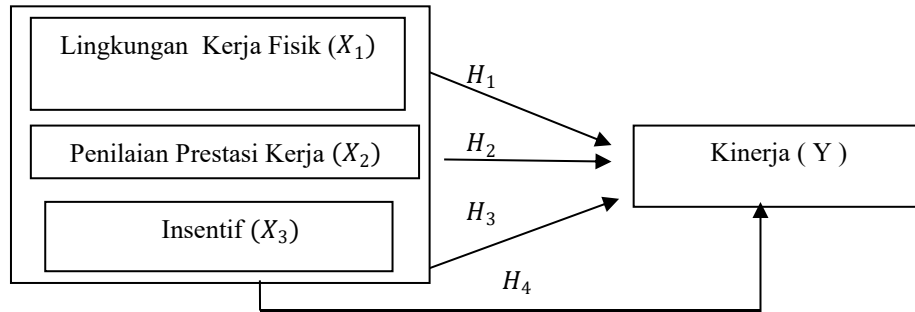 Lingkungan Kerja Fisik (𝑋₁)
𝐻₁
Penilaian Prestasi Kerja (𝑋₂)
𝐻₂
Kinerja ( Y )
Insentif (𝑋₃)
𝐻₃
𝐻₄